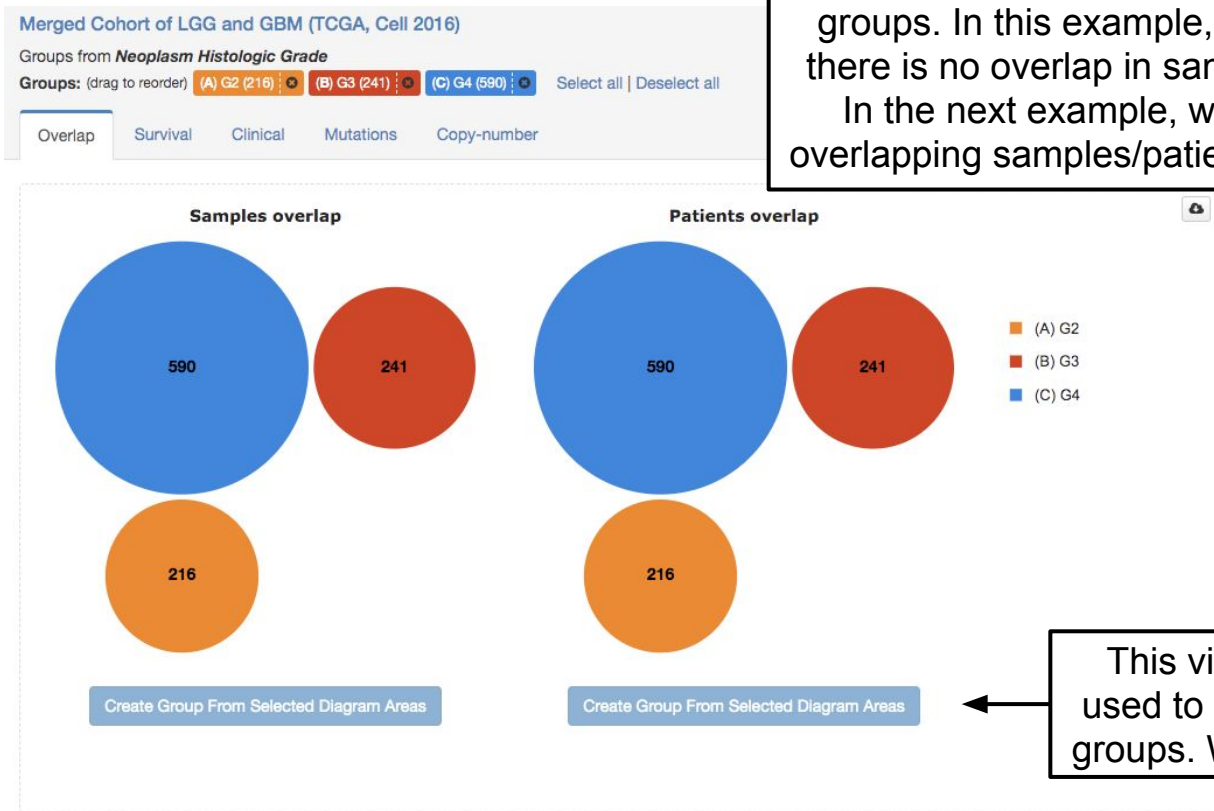 Merged Cohort of LGG and GBM (TCGA, Cell 2016)
Groups from Neoplasm Histologic Grade
Groups: (drag to reorder) (A) G2 (216) (B) G3 (241) (C) G4 (590) Select all | Deselect all
Overlap Survival Clinical Mutations Copy-number
groups. In this example,
there is no overlap in
In the next example,
overlapping
Samples overlap
Patients overlap
590
241
216
590
241
216
(A) G2
(B) G3
(C) G4
Create Group From Selected Diagram Areas
Create Group From Selected Diagram Areas
This
used to
groups.